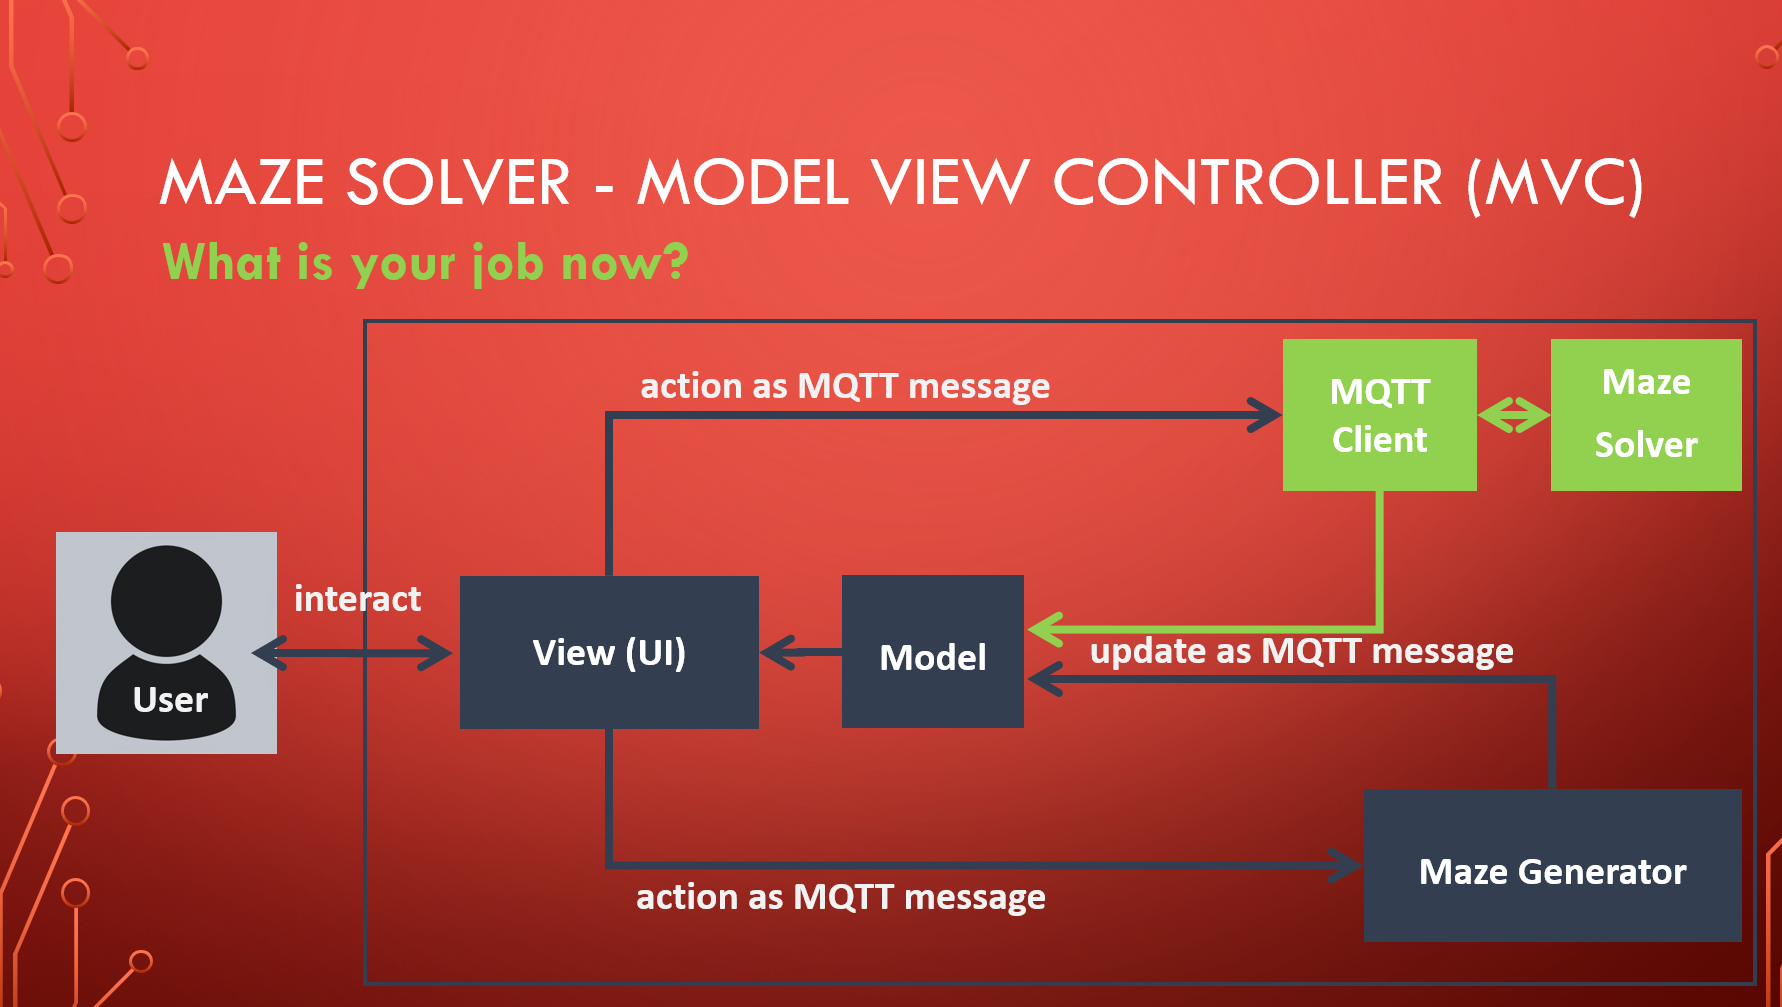 MAZE SOLVER - MODEL VIEW CONTROLLER (MVC)
What is your job now?
action as MQTT message
MQTT
Client
Maze
Solver
interact
User
View (UI)
Model
update as MQTT message
Maze Generator
action as MQTT message